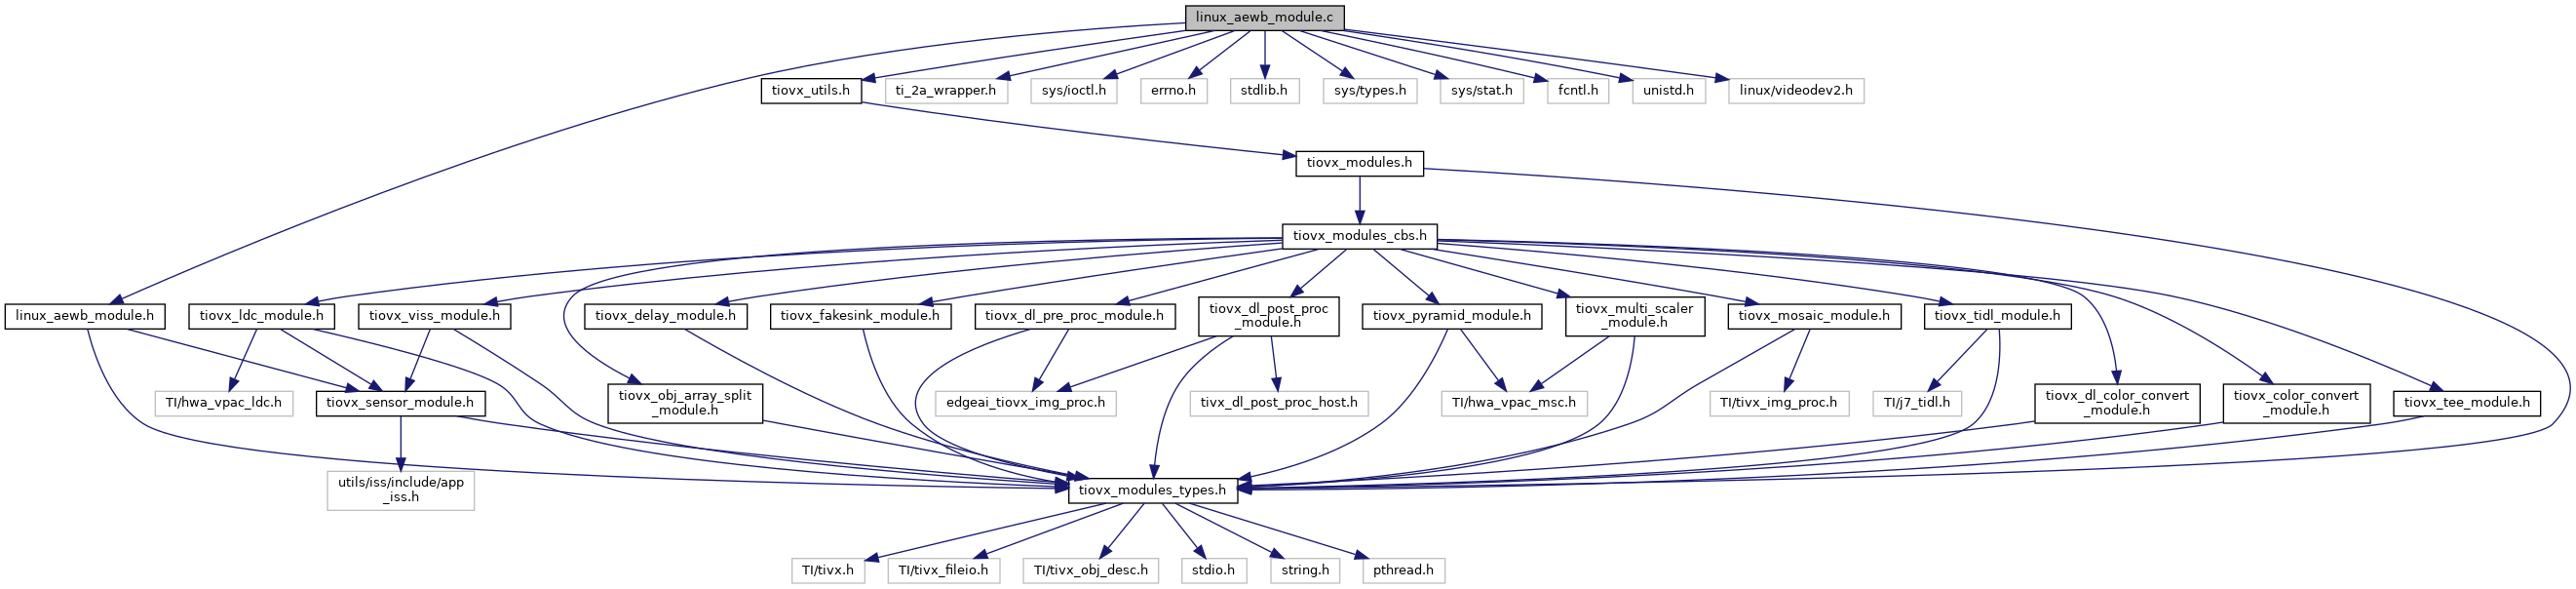 linux_aewb_module.c
tiovx_utils.h
ti_2a_wrapper.h
sys/ioctl.h
errno.h
stdlib.h
sys/types.h
sys/stat.h
fcntl.h
unistd.h
linux/videodev2.h
tiovx_modules.h
tiovx_modules_cbs.h
linux_aewb_module.h
tiovx_ldc_module.h
tiovx_viss_module.h
tiovx_delay_module.h
tiovx_fakesink_module.h
tiovx_dl_pre_proc_module.h
tiovx_dl_post_proc
_module.h
tiovx_pyramid_module.h
tiovx_multi_scaler
_module.h
tiovx_mosaic_module.h
tiovx_tidl_module.h
TI/hwa_vpac_ldc.h
tiovx_sensor_module.h
tiovx_obj_array_split
_module.h
edgeai_tiovx_img_proc.h
tivx_dl_post_proc_host.h
TI/hwa_vpac_msc.h
TI/tivx_img_proc.h
TI/j7_tidl.h
tiovx_dl_color_convert
_module.h
tiovx_color_convert
_module.h
tiovx_tee_module.h
utils/iss/include/app
_iss.h
tiovx_modules_types.h
TI/tivx.h
TI/tivx_fileio.h
TI/tivx_obj_desc.h
stdio.h
string.h
pthread.h